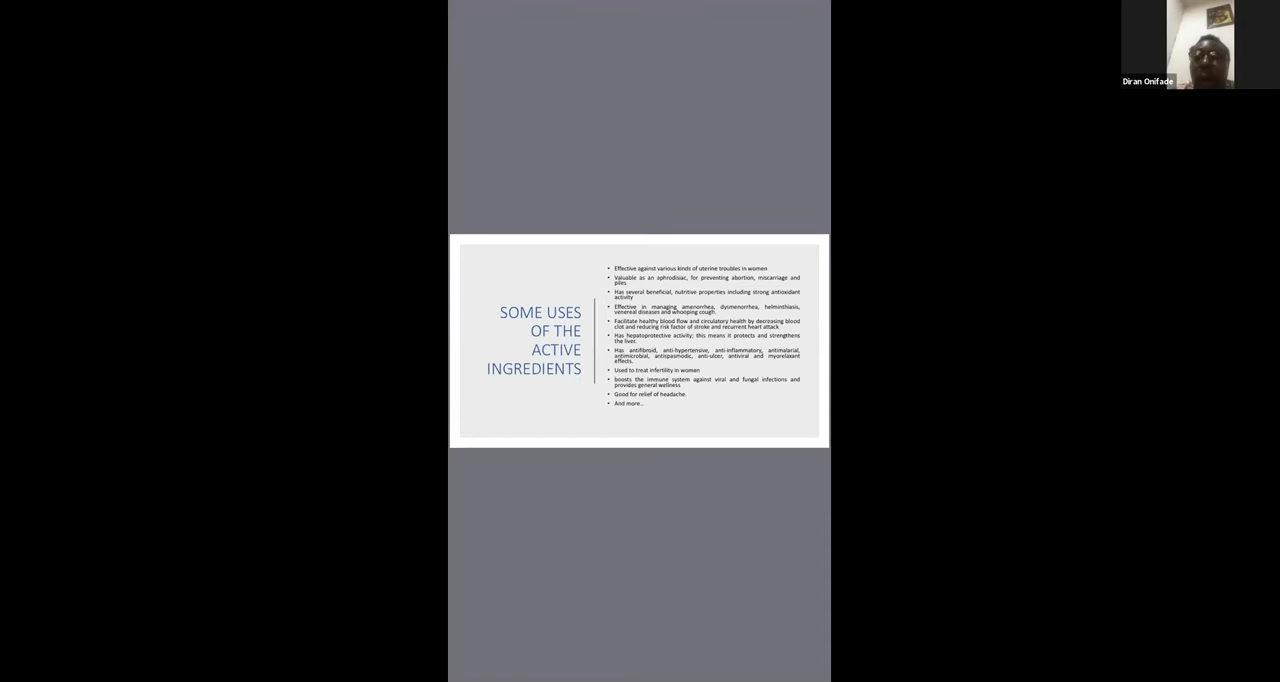 Diran Onifade
SOME USES
OF THE
ACTIVE
INGREDIENTS
• Effective against various kinds of uterine troubles in women
• Valuable as an aphrodisiac, for preventing abortion, miscarriage and
piles
• Has several beneficial, nutritive properties including strong antioxidant
activity
• Effective in managing amenorrhea, dysmenorrhea, helminthiasis,
venereal diseases and whooping cough.
• Facilitate healthy blood flow and circulatory health by decreasing blood
clot and reducing risk factor of stroke and recurrent heart attack
• Has hepatoprotective activity; this means it protects and strengthens
the liver.
• Has antifibroid, anti-hypertensive, anti-inflammatory, antimalarial,
antimicrobial, antispasmodic, anti-ulcer, antiviral and myorelaxant
effects.
• Used to treat infertility in women
• boosts the immune system against viral and fungal infections and
provides general wellness
• Good for relief of headache.
• And more…